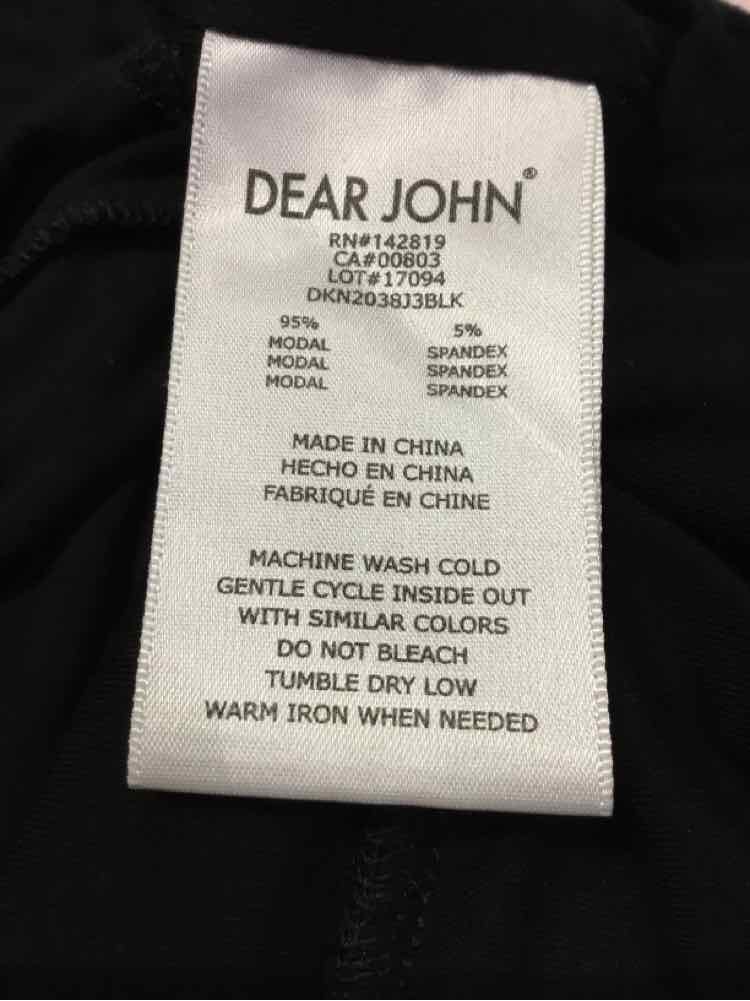 DEAR JOHN®
RN#142819
CA#00803
LOT#17094
DKN2038J3BLK
95% 5%
MODAL SPANDEX
MODAL SPANDEX
MODAL SPANDEX
MADE IN CHINA
HECHO EN CHINA
FABRIQUÉ EN CHINE
MACHINE WASH COLD
GENTLE CYCLE INSIDE OUT
WITH SIMILAR COLORS
DO NOT BLEACH
TUMBLE DRY LOW
WARM IRON WHEN NEEDED